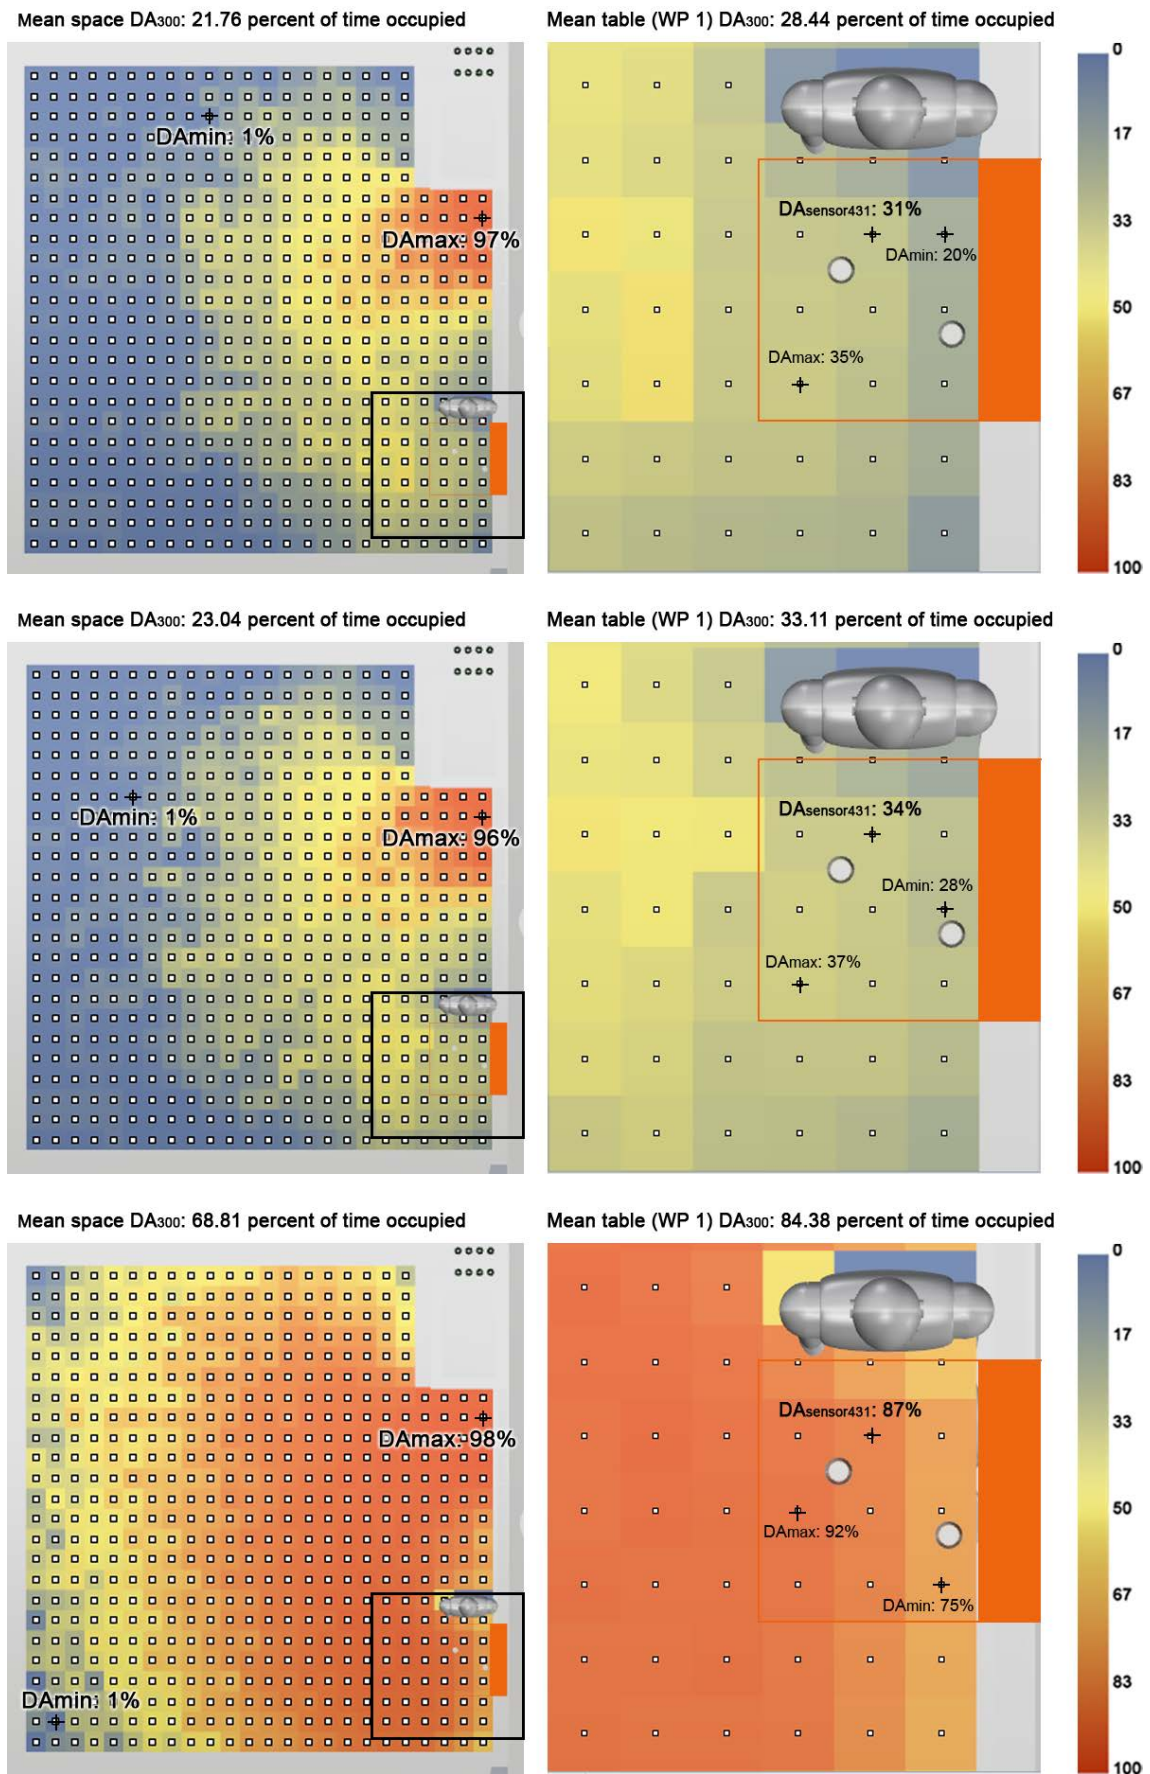 Mean space DA300: 21.76 percent of time occupied
Mean table (WP 1) DA300: 28.44 percent of time occupied
DAmin: 1%
DAmax: 97%
DAsensor431: 31%
DAmin: 20%
DAmax: 35%
0
17
33
50
67
83
100
Mean space DA300: 23.04 percent of time occupied
Mean table (WP 1) DA300: 33.11 percent of time occupied
DAmin: 1%
DAmax: 96%
DAsensor431: 34%
DAmin: 28%
DAmax: 37%
0
17
33
50
67
83
100
Mean space DA300: 68.81 percent of time occupied
Mean table (WP 1) DA300: 84.38 percent of time occupied
DAmax: 98%
DAmin: 1%
DAsensor431: 87%
DAmax: 92%
DAmin: 75%
0
17
33
50
67
83
100